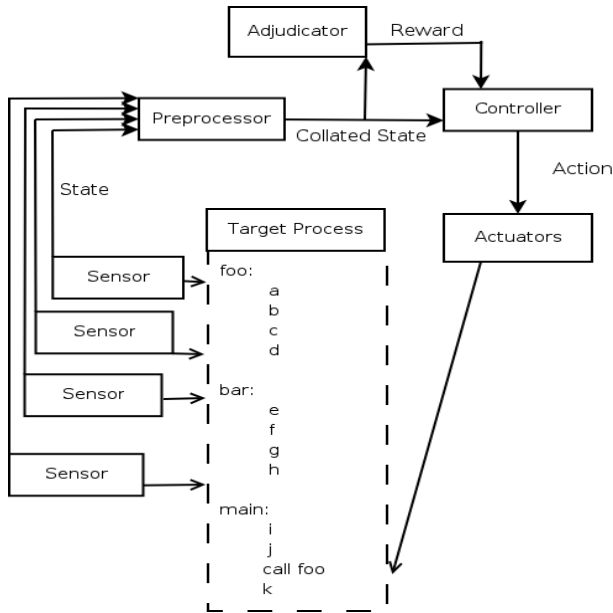 Adjudicator
Reward
Preprocessor
Controller
Collated State
Action
State
Target Process
Actuators
Sensor
foo:
a
b
c
d
Sensor
bar:
e
f
g
h
Sensor
Sensor
main:
i
j
call foo
k